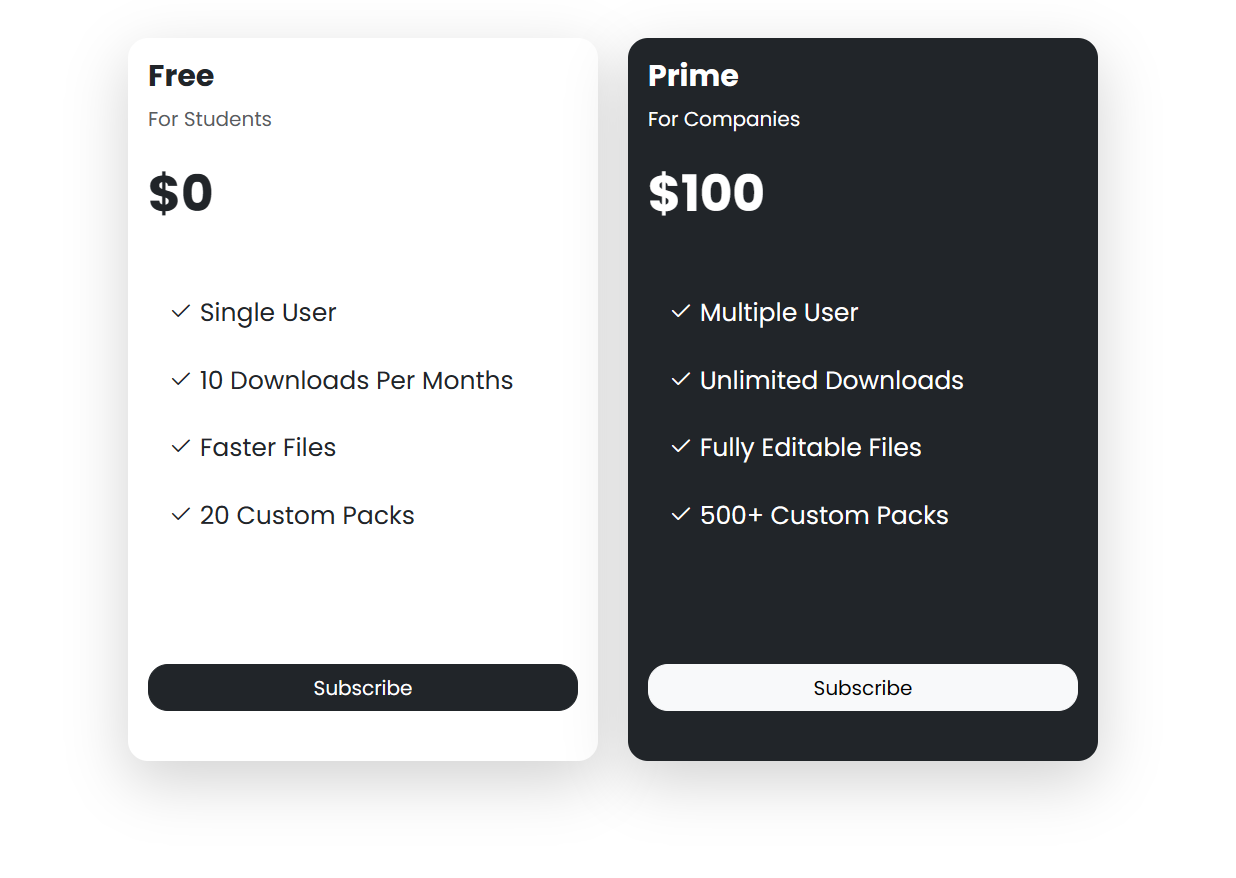 Free
For Students
$0
Single User
10 Downloads Per Months
Faster Files
20 Custom Packs
Subscribe
Prime
For Companies
$100
Multiple User
Unlimited Downloads
Fully Editable Files
500+ Custom Packs
Subscribe